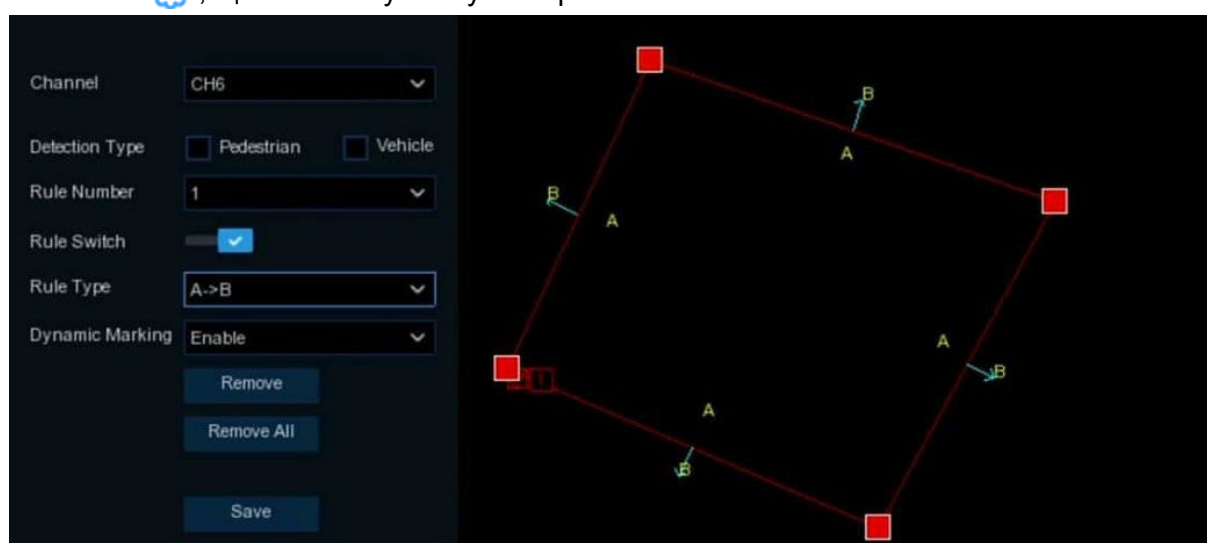 Channel CH6
Detection Type Pedestrian Vehicle
Rule Number 1
Rule Switch
Rule Type A->B
Dynamic Marking Enable
Remove
Remove All
Save
B
A
B
A
A
B
A
B